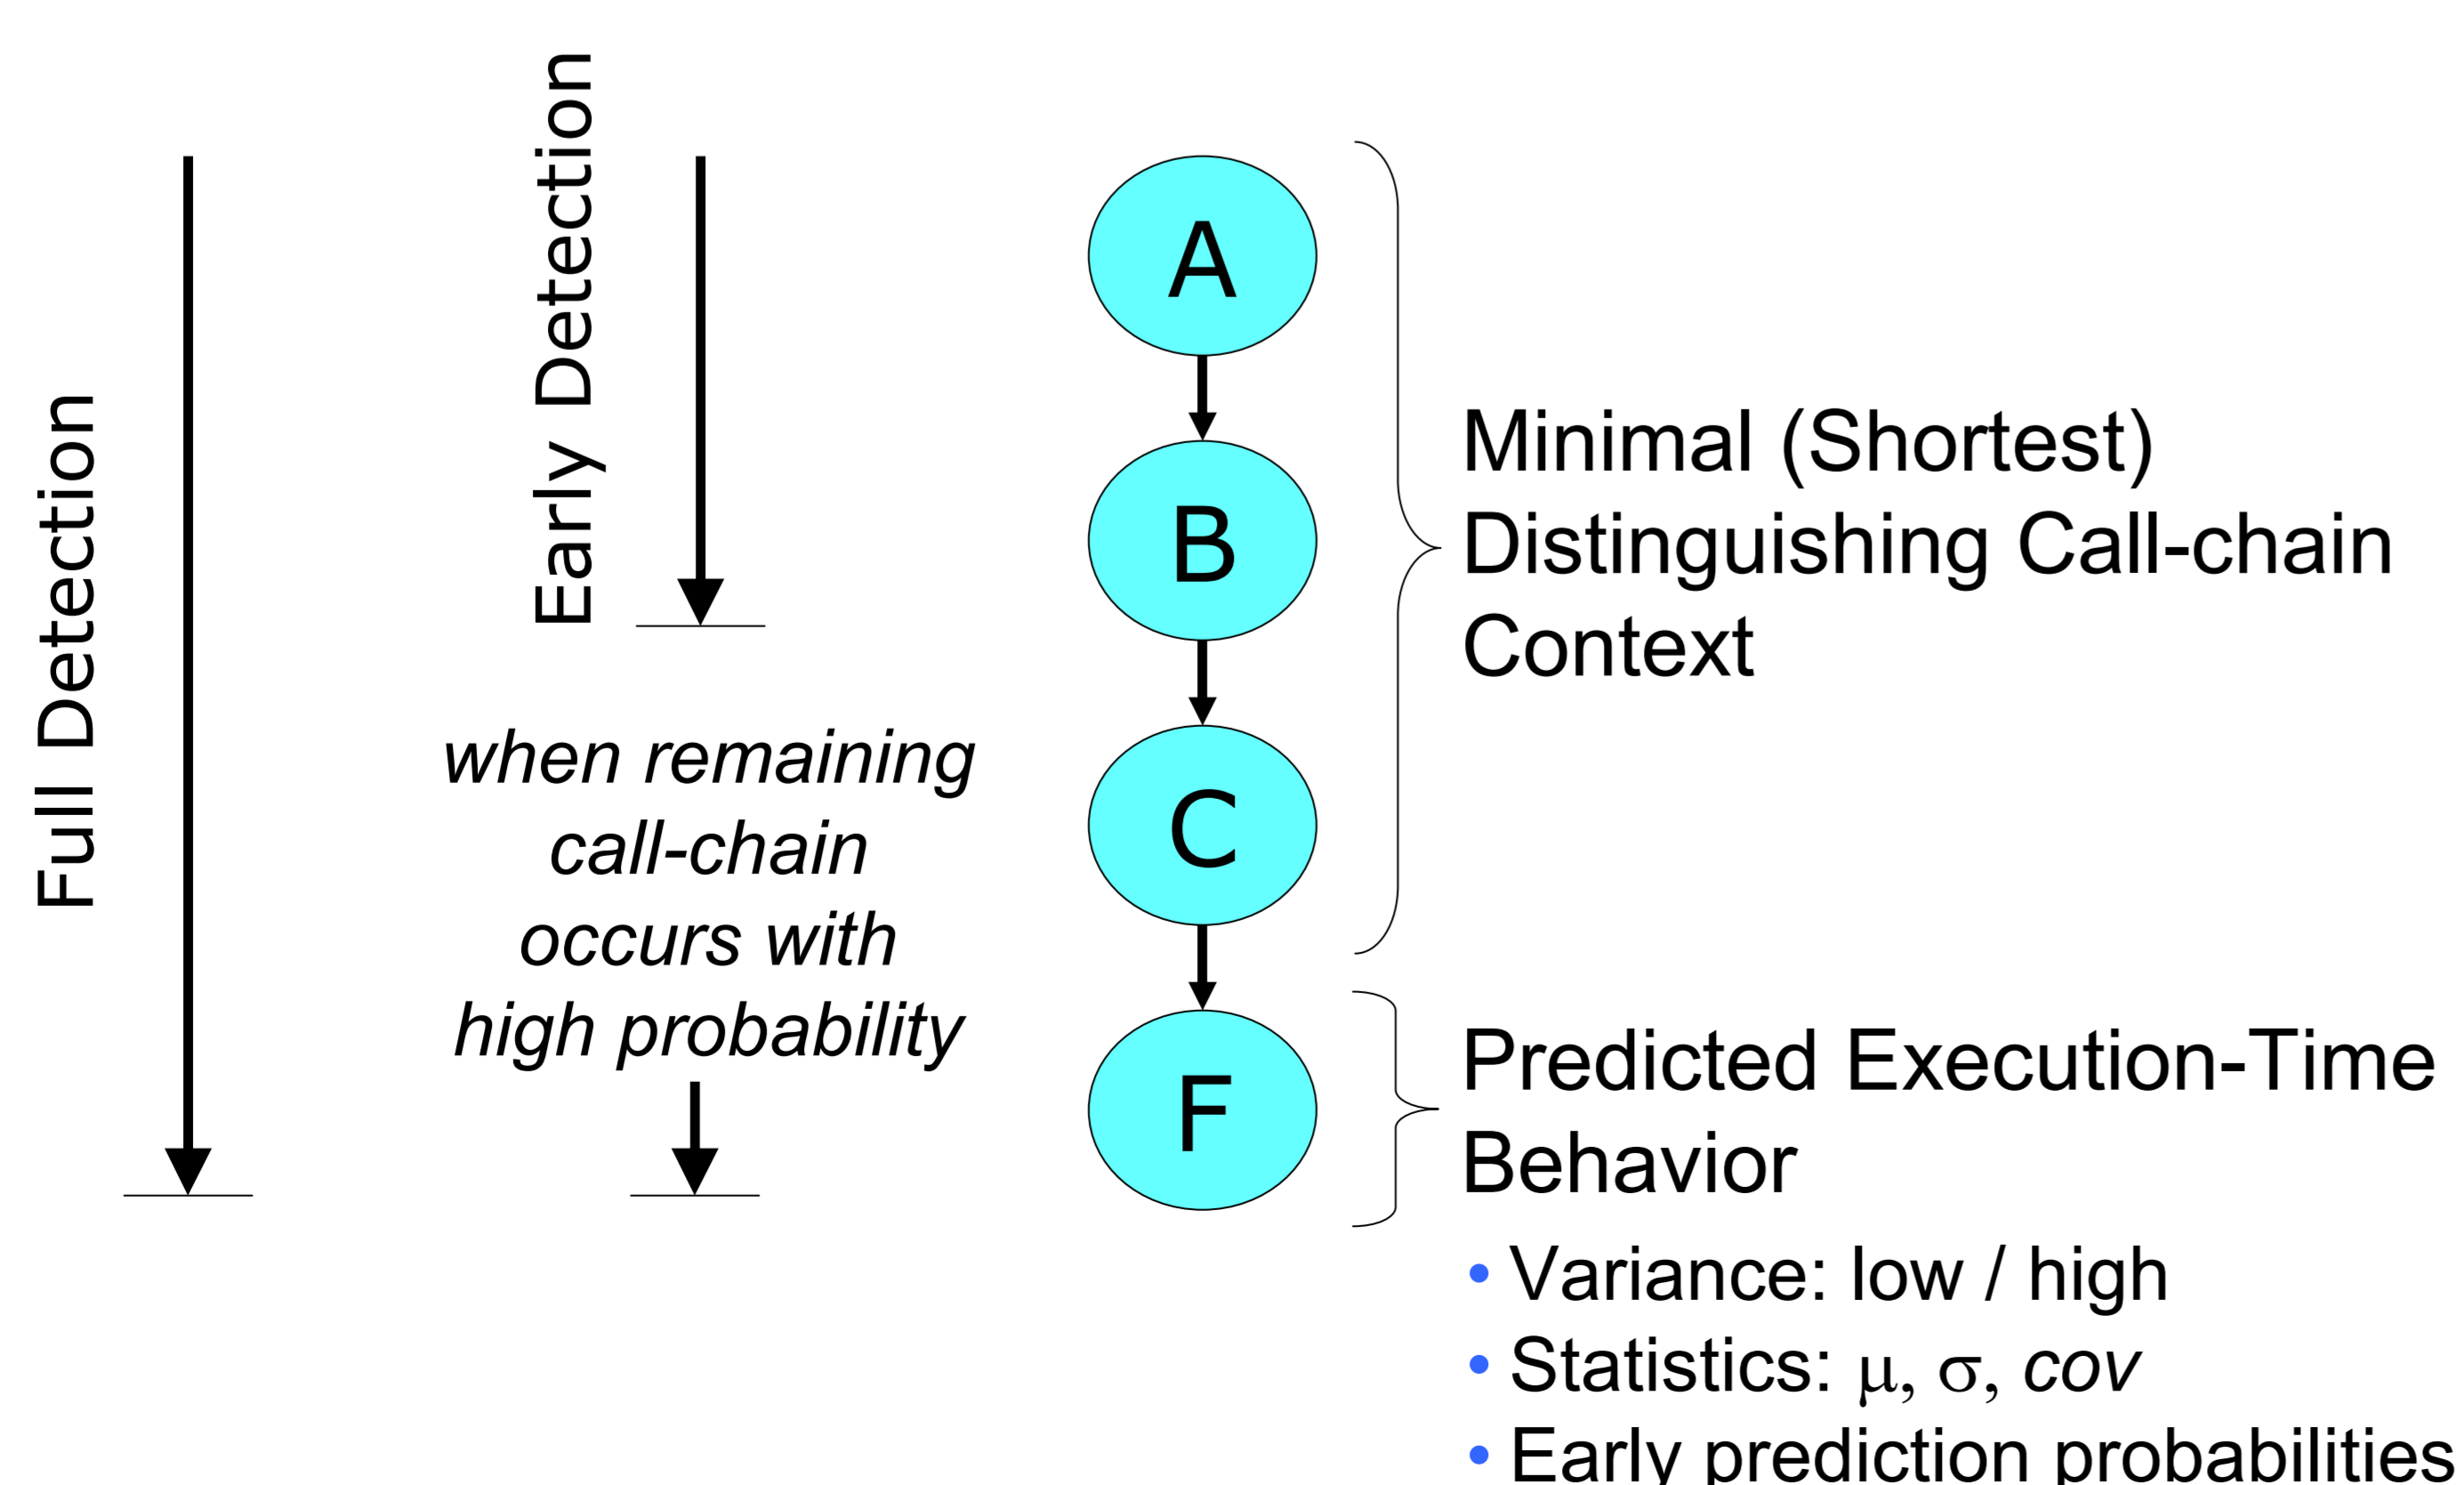 Full Detection
Early Detection
when remaining
call-chain
occurs with
high probability
A
B
C
F
Minimal (Shortest)
Distinguishing Call-chain
Context
Predicted Execution-Time
Behavior
• Variance: low / high
• Statistics: μ, σ, cov
• Early prediction probabilities